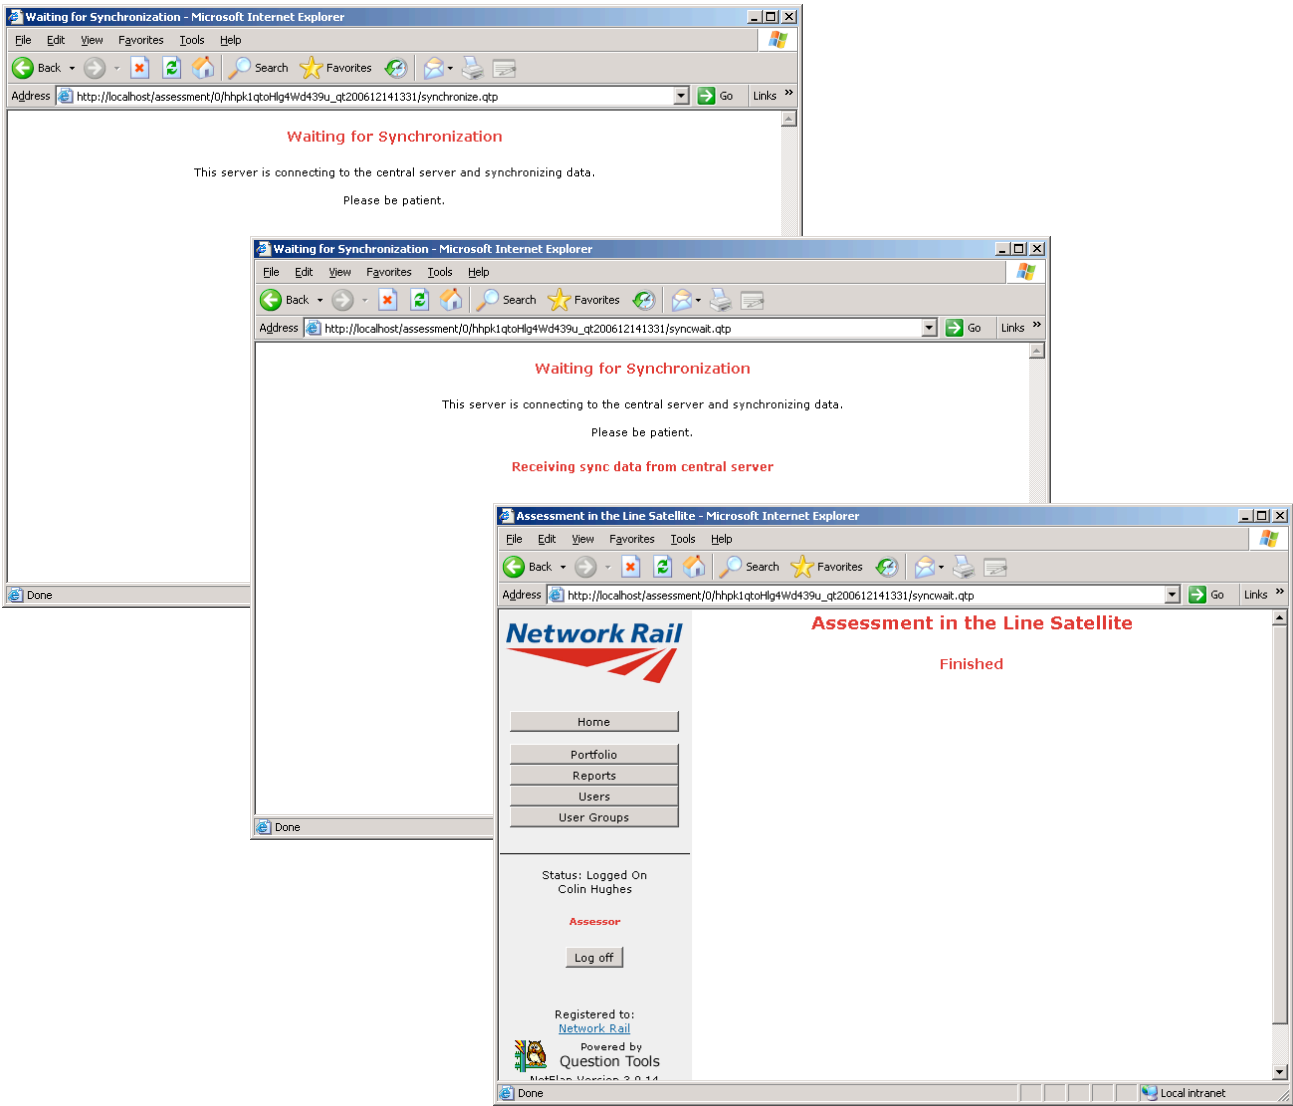 Waiting for Synchronization - Microsoft Internet Explorer
File Edit View Favorites Tools Help
Back Search Favorites
Address http://localhost/assessment/0/hhpk1qtoHlg4Wd439u_qt200612141331/synchronize.qtp Go Links »
Waiting for Synchronization
This server is connecting to the central server and synchronizing data.
Please be patient.
Done
Waiting for Synchronization - Microsoft Internet Explorer
File Edit View Favorites Tools Help
Back Search Favorites
Address http://localhost/assessment/0/hhpk1qtoHlg4Wd439u_qt200612141331/syncwait.qtp Go Links »
Waiting for Synchronization
This server is connecting to the central server and synchronizing data.
Please be patient.
Receiving sync data from central server
Done
Assessment in the Line Satellite - Microsoft Internet Explorer
File Edit View Favorites Tools Help
Back Search Favorites
Address http://localhost/assessment/0/hhpk1qtoHlg4Wd439u_qt200612141331/syncwait.qtp Go Links »
Network Rail
Home
Portfolio
Reports
Users
User Groups
Status: Logged On
Colin Hughes
Assessor
Log off
Registered to:
Network Rail
Powered by
Question Tools
Version 3.0.14
Assessment in the Line Satellite
Finished
Done Local intranet